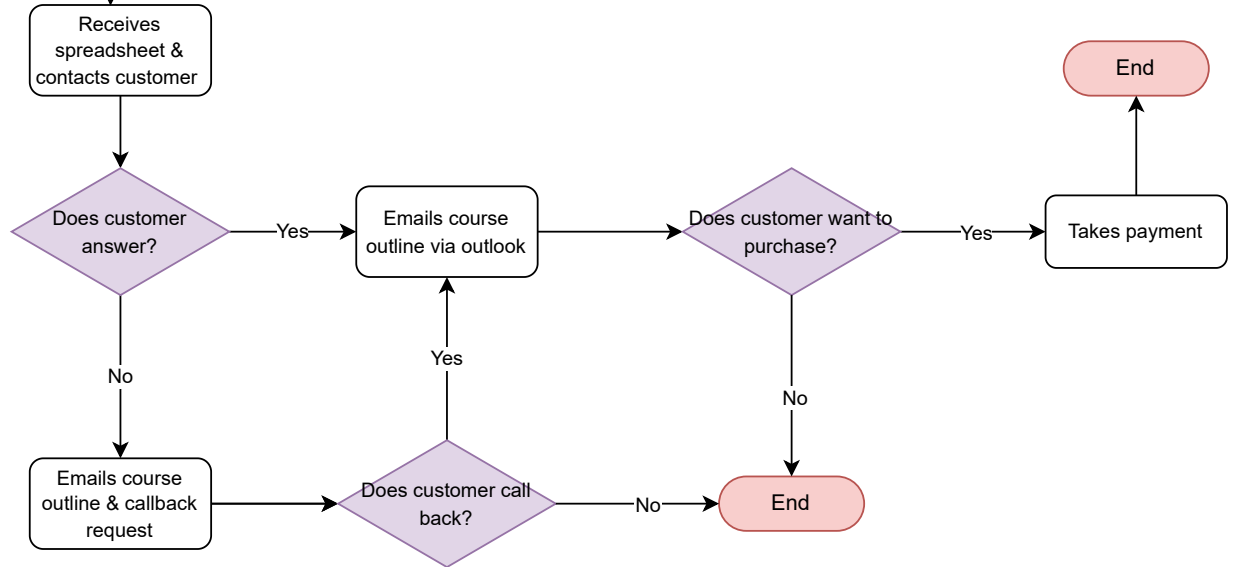 Receives
spreadsheet &
contacts customer
End
Does customer
answer?
Yes
Emails course
outline via outlook
Does customer want to
purchase?
Yes
Takes payment
No
Yes
No
Emails course
outline & callback
request
Does customer call
back?
No
End